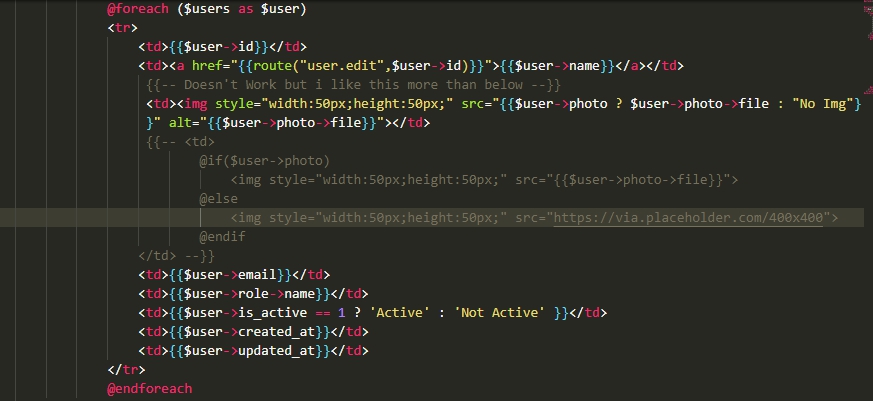 @foreach ($users as $user)
<tr>
<td>{{$user->id}}</td>
<td><a href="{{route("user.edit",$user->id)}}">{{$user->name}}</a></td>
{{-- Doesn't Work but i like this more than below --}}
<td><img style="width:50px;height:50px;" src="{{$user->photo ? $user->photo->file : "No Img"}
}" alt="{{$user->photo->file}}"></td>
{{-- <td>
@if($user->photo)
<img style="width:50px;height:50px;" src="{{$user->photo->file}}">
@else
<img style="width:50px;height:50px;" src="https://via.placeholder.com/400x400">
@endif
</td> --}}
<td>{{$user->email}}</td>
<td>{{$user->role->name}}</td>
<td>{{$user->is_active == 1 ? 'Active' : 'Not Active' }}</td>
<td>{{$user->created_at}}</td>
<td>{{$user->updated_at}}</td>
</tr>
@endforeach